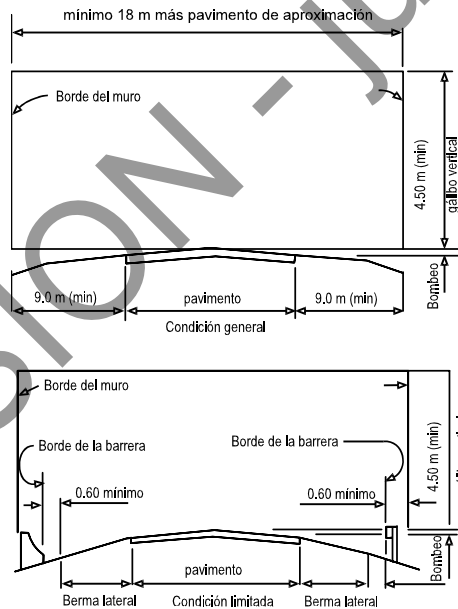 mínimo 18 m más pavimento de aproximación
Borde del muro
4.50 m (min)
gálibo vertical
Bombeo
9.0 m (min)
pavimento
9.0 m (min)
Condición general
Borde del muro
Borde de la barrera
Borde de la barrera
0.60 mínimo
0.60 mínimo
4.50 m (min)
Bombeo
pavimento
Berma lateral
Condición limitada
Berma lateral